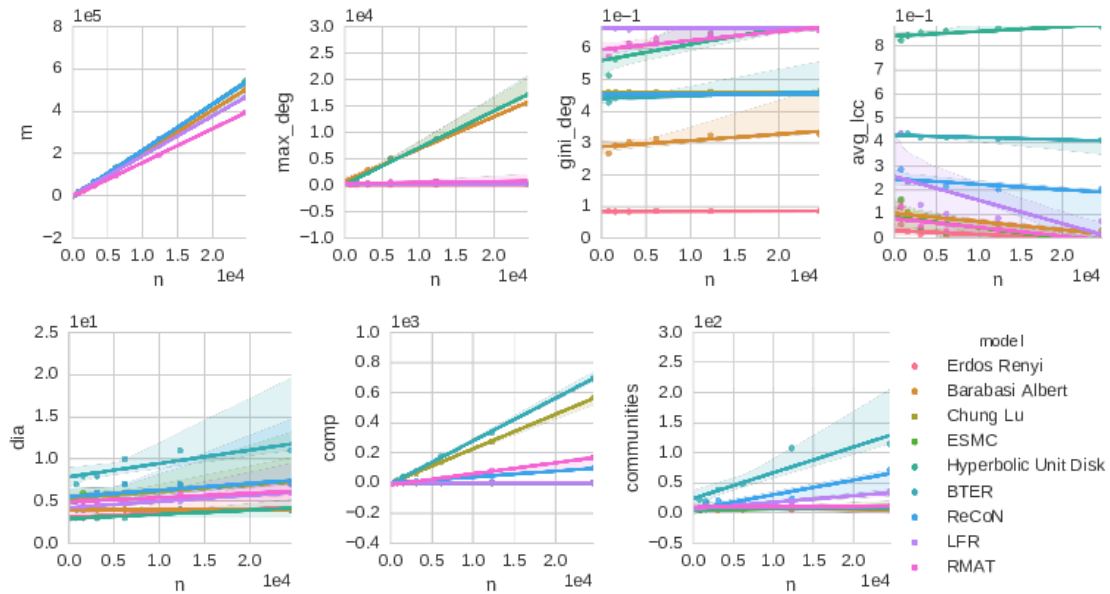 1e5
8
6
4
2
0
−2
m
0.0 0.5 1.0 1.5 2.0
n 1e4
1e4
3.0
2.5
2.0
1.5
1.0
0.5
0.0
−0.5
−1.0
max_deg
0.0 0.5 1.0 1.5 2.0
n 1e4
1e−1
6
5
4
3
2
1
0
gini_deg
0.0 0.5 1.0 1.5 2.0
n 1e4
1e−1
8
7
6
5
4
3
2
1
0
avg_lcc
0.0 0.5 1.0 1.5 2.0
n 1e4
1e1
2.5
2.0
1.5
1.0
0.5
0.0
dia
0.0 0.5 1.0 1.5 2.0
n 1e4
1e3
1.0
0.8
0.6
0.4
0.2
0.0
−0.2
−0.4
comp
0.0 0.5 1.0 1.5 2.0
n 1e4
1e2
3.0
2.5
2.0
1.5
1.0
0.5
0.0
−0.5
communities
0.0 0.5 1.0 1.5 2.0
n 1e4
model
Erdos Renyi
Barabasi Albert
Chung Lu
ESMC
Hyperbolic Unit Disk
BTER
ReCoN
LFR
RMAT